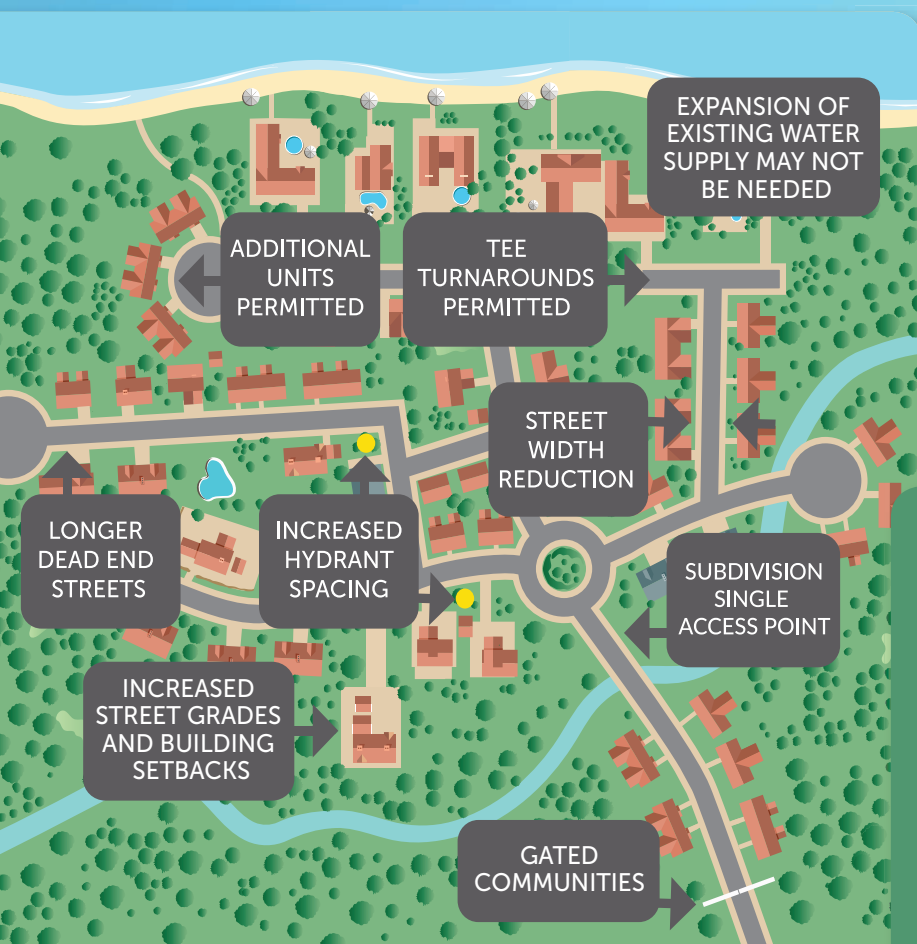 EXPANSION OF
EXISTING WATER
SUPPLY MAY NOT
BE NEEDED
ADDITIONAL
UNITS
PERMITTED
TEE
TURNAROUNDS
PERMITTED
STREET
WIDTH
REDUCTION
LONGER
DEAD END
STREETS
INCREASED
HYDRANT
SPACING
SUBDIVISION
SINGLE
ACCESS POINT
INCREASED
STREET GRADES
AND BUILDING
SETBACKS
GATED
COMMUNITIES